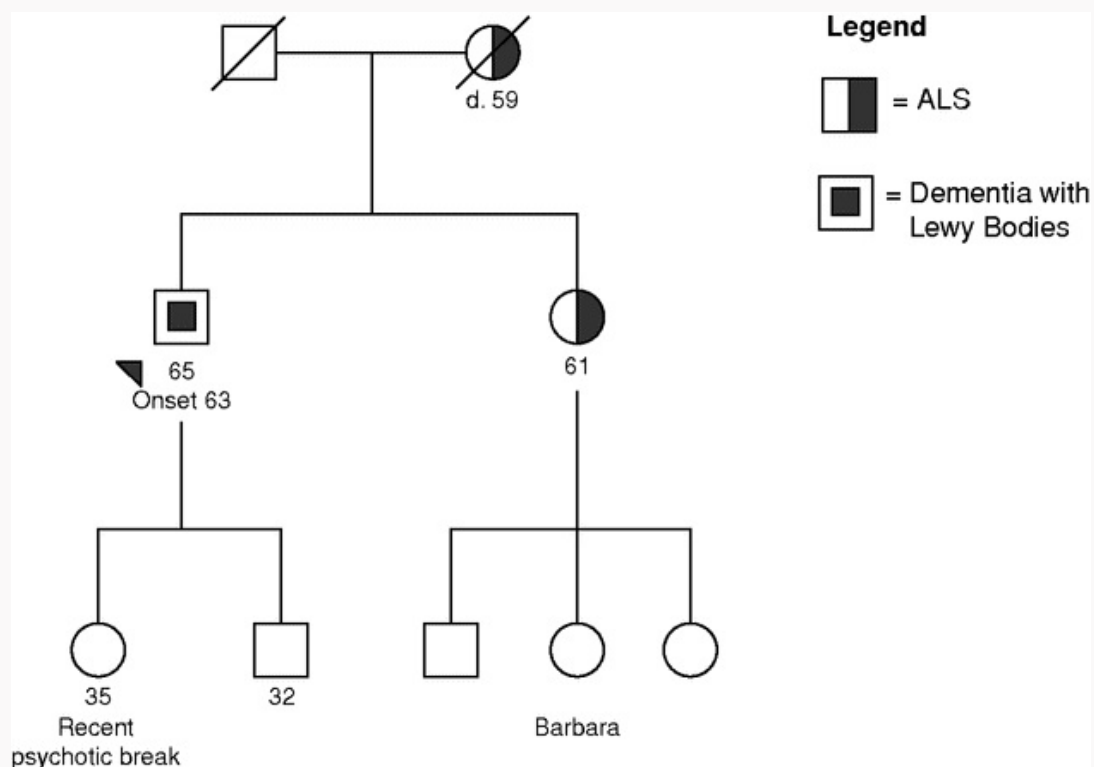 Legend
d. 59
= ALS
= Dementia with
Lewy Bodies
65
Onset 63
61
35
Recent
psychotic break
32
Barbara